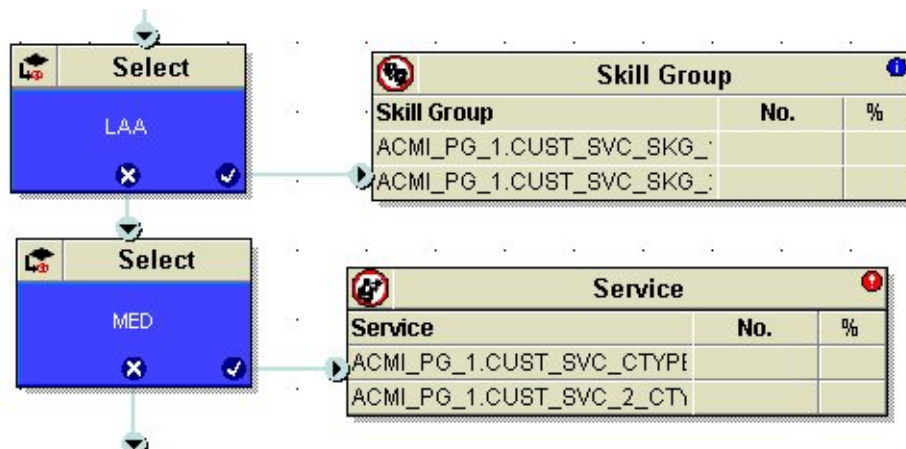 Select
LAA
Skill Group
Skill Group No. %
ACMI_PG_1.CUST_SVC_SKG_
ACMI_PG_1.CUST_SVC_SKG_
Select
MED
Service
Service No. %
ACMI_PG_1.CUST_SVC_CTYPE
ACMI_PG_1.CUST_SVC_2_CTY